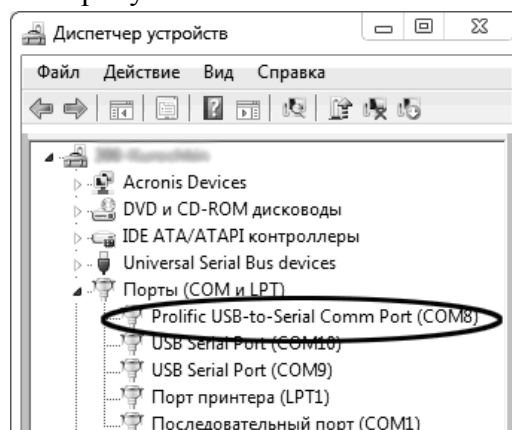 Диспетчер устройств
Файл Действие Вид Справка
Acronis Devices
DVD и CD-ROM дисководы
IDE ATA/ATAPI контроллеры
Universal Serial Bus devices
Порты (COM и LPT)
Prolific USB-to-Serial Comm Port (COM8)
USB Serial Port (COM10)
USB Serial Port (COM9)
Порт принтера (LPT1)
Последовательный порт (COM1)